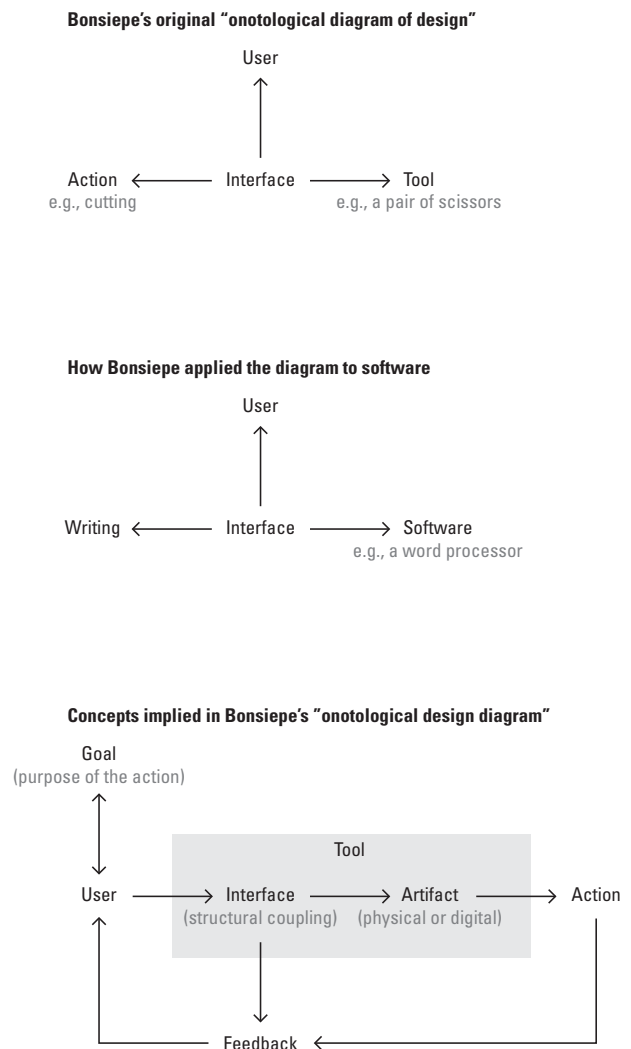 Bonsiepe's original “onotological diagram of design”
User
Action Interface Tool
e.g., cutting e.g., a pair of scissors
How Bonsiepe applied the diagram to software
User
Writing Interface Software
e.g., a word processor
Concepts implied in Bonsiepe's ”onotological design diagram”
Goal
(purpose of the action)
Tool
User Interface Artifact Action
(structural coupling) (physical or digital)
Feedback